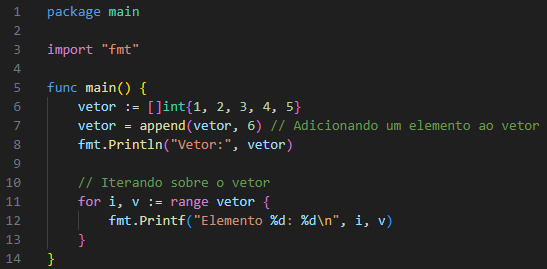 1 package main
2
3 import "fmt"
4
5 func main() {
6     vetor := []int{1, 2, 3, 4, 5}
7     vetor = append(vetor, 6) // Adicionando um elemento ao vetor
8     fmt.Println("Vetor:", vetor)
9
10     // Iterando sobre o vetor
11     for i, v := range vetor {
12         fmt.Printf("Elemento %d: %d\n", i, v)
13     }
14 }